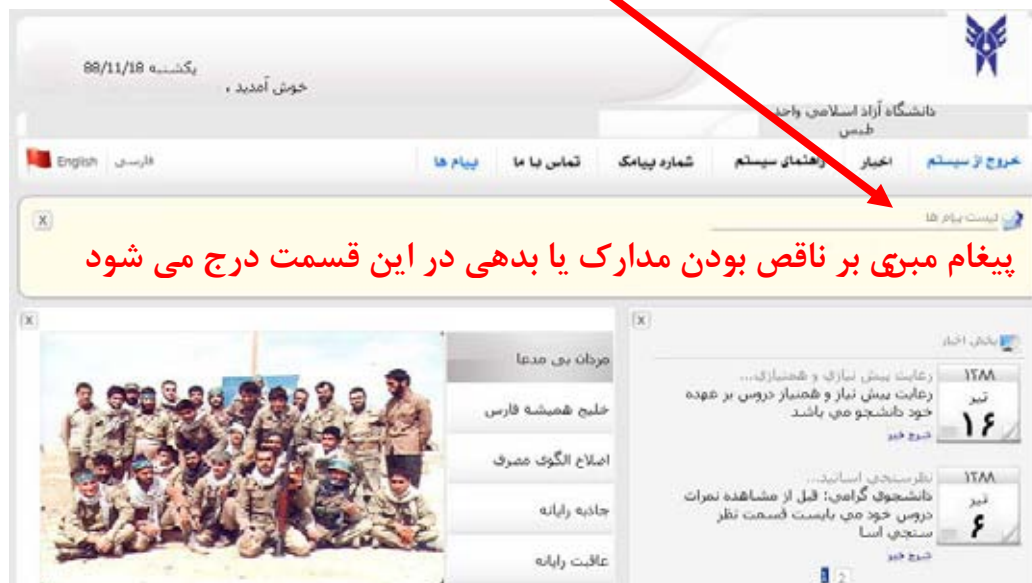 یکشنبه 88/11/18
خوش آمدید ،
دانشگاه آزاد اسلامی واحد
طبس
خروج از سیستم اخبار راهنمای سیستم شماره پیامک تماس با ما پیام ها فارسی English
لیست پیام ها
X
پیغام مبری بر ناقص بودن مدارک یا بدهی در این قسمت درج می شود
X
X
بخش اخبار
۱۳۸۸
تیر
۱۶
رعایت پیش نیازی و همنیازی...
رعایت پیش نیاز و همنیاز دروس بر عهده
خود دانشجو می باشد
شرح خبر
۱۳۸۸
تیر
۶
نظرسنجی اساتید...
دانشجوی گرامی: قبل از مشاهده نمرات
دروس خود می بایست قسمت نظر
سنجی اسا
شرح خبر
1 2
مردان بی مدعا
خلیج همیشه فارس
اصلاح الگوی مصرف
جاذبه رایانه
عاقبت رایانه